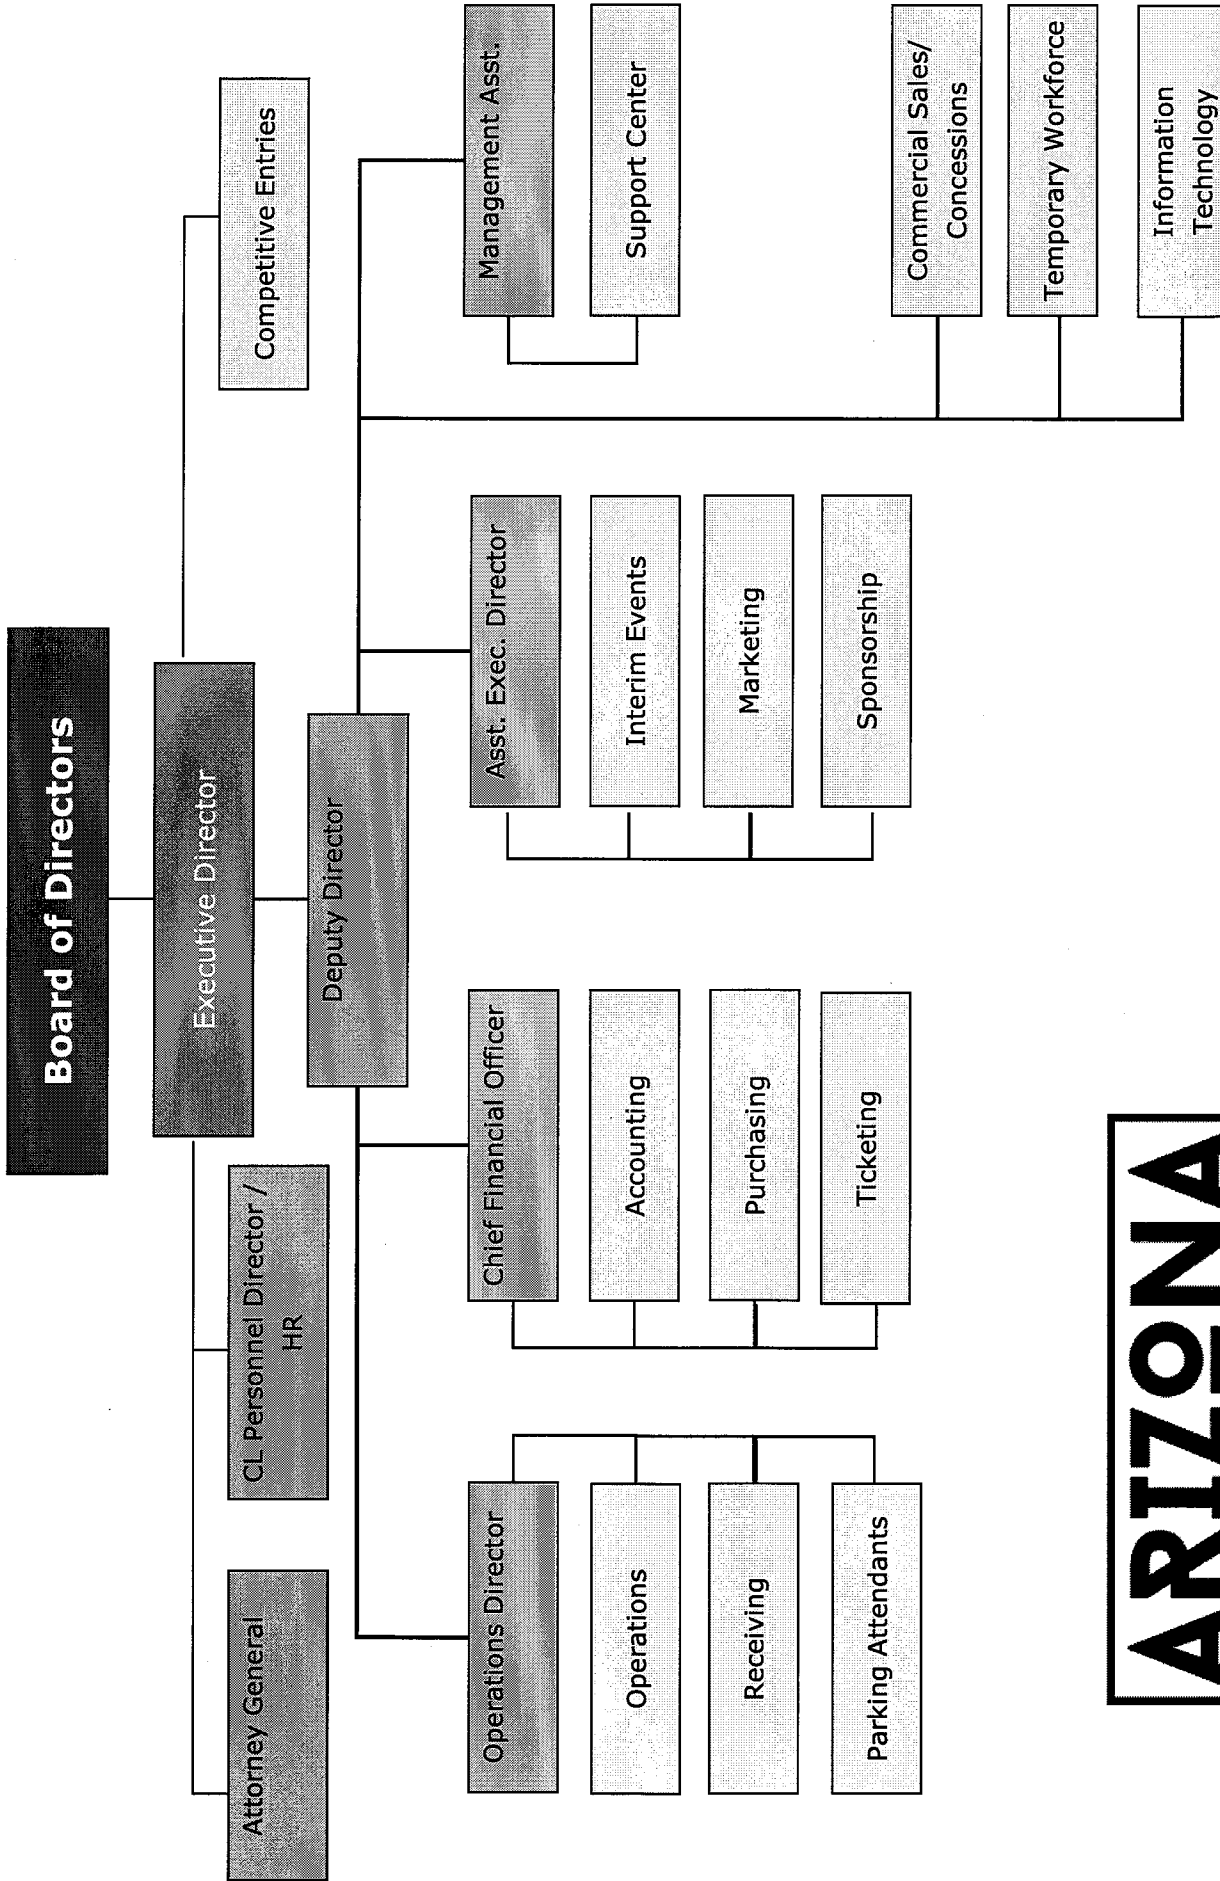 Board of Directors
Executive Director
Attorney General
CL Personnel Director /
HR
Competitive Entries
Deputy Director
Operations Director
Operations
Receiving
Parking Attendants
Chief Financial Officer
Accounting
Purchasing
Ticketing
Asst. Exec. Director
Interim Events
Marketing
Sponsorship
Management Asst.
Support Center
Commercial Sales/
Concessions
Temporary Workforce
Information
Technology
ARIZONA